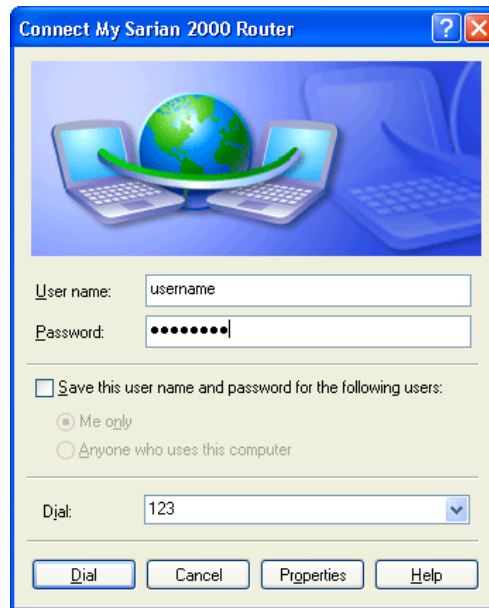 Connect My Sarian 2000 Router
User name: username
Password: ●●●●●●●●
Save this user name and password for the following users:
Me only
Anyone who uses this computer
Dial: 123
Dial Cancel Properties Help